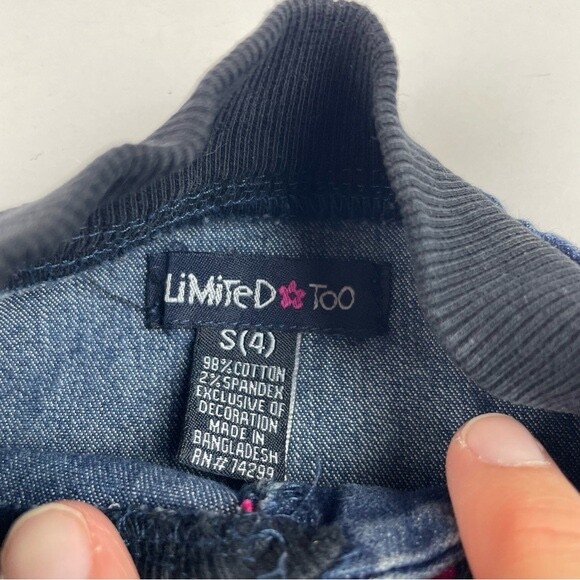 LiMiTeD TOO
S(4)
98%COTTON
2%SPANDEX
EXCLUSIVE OF
DECORATION
MADE IN
BANGLADESH
RN# 74299